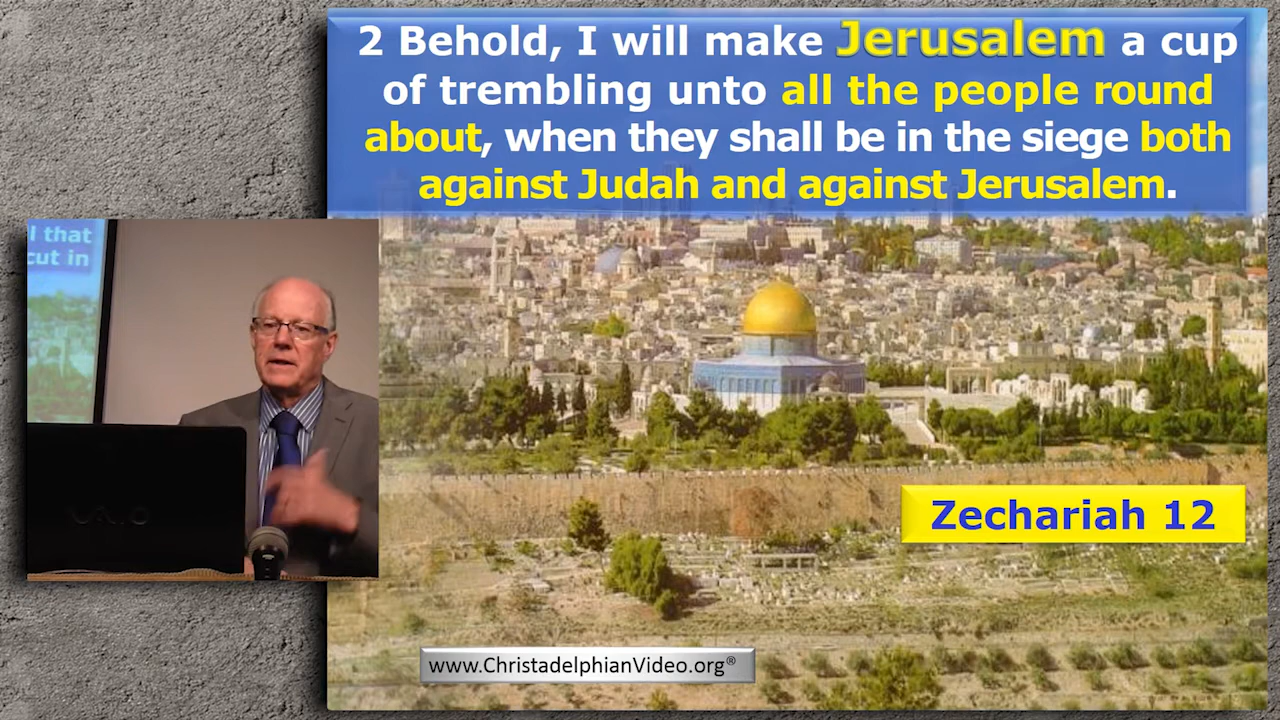 2 Behold, I will make Jerusalem a cup
of trembling unto all the people round
about, when they shall be in the siege both
against Judah and against Jerusalem.
l that
cut in
VAIO
Zechariah 12
www.ChristadelphianVideo.org®